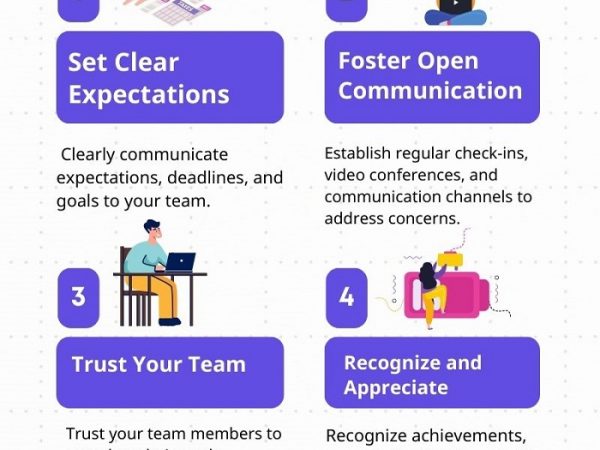 Set Clear
Expectations
Foster Open
Communication
Clearly communicate
expectations, deadlines, and
goals to your team.
Establish regular check-ins,
video conferences, and
communication channels to
address concerns.
3
4
Trust Your Team
Recognize and
Appreciate
Trust your team members to
Recognize achievements,